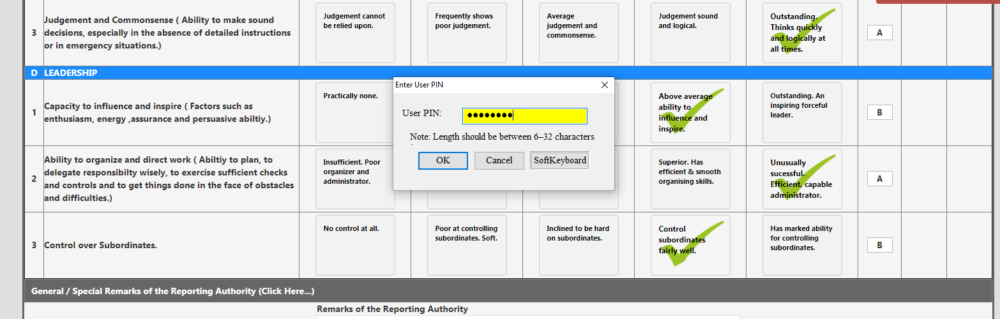 3
Judgement and Commonsense ( Ability to make sound
decisions, especially in the absence of detailed instructions
or in emergency situations.)
Judgement cannot
be relied upon.
Frequently shows
poor judgement.
Average
judgement and
commonsense.
Judgement sound
and logical.
Outstanding.
Thinks quickly
and logically at
all times.
A
D LEADERSHIP
1
Capacity to influence and inspire ( Factors such as
enthusiasm, energy ,assurance and persuasive abiltiy.)
Practically none.
Above average
ability to
influence and
inspire.
Outstanding. An
inspiring forceful
leader.
B
Enter User PIN
User PIN:
Note: Length should be between 6–32 characters
OK
Cancel
SoftKeyboard
2
Ability to organize and direct work ( Abiltiy to plan, to
delegate responsibilty wisely, to exercise sufficient checks
and controls and to get things done in the face of obstacles
and difficulties.)
Insufficient. Poor
organizer and
administrator.
Superior. Has
efficient & smooth
organising skills.
Unusually
sucessful.
Efficient, capable
administrator.
A
3
Control over Subordinates.
No control at all.
Poor at controlling
subordinates. Soft.
Inclined to be hard
on subordinates.
Control
subordinates
fairly well.
Has marked ability
for controlling
subordinates.
B
General / Special Remarks of the Reporting Authority (Click Here...)
Remarks of the Reporting Authority